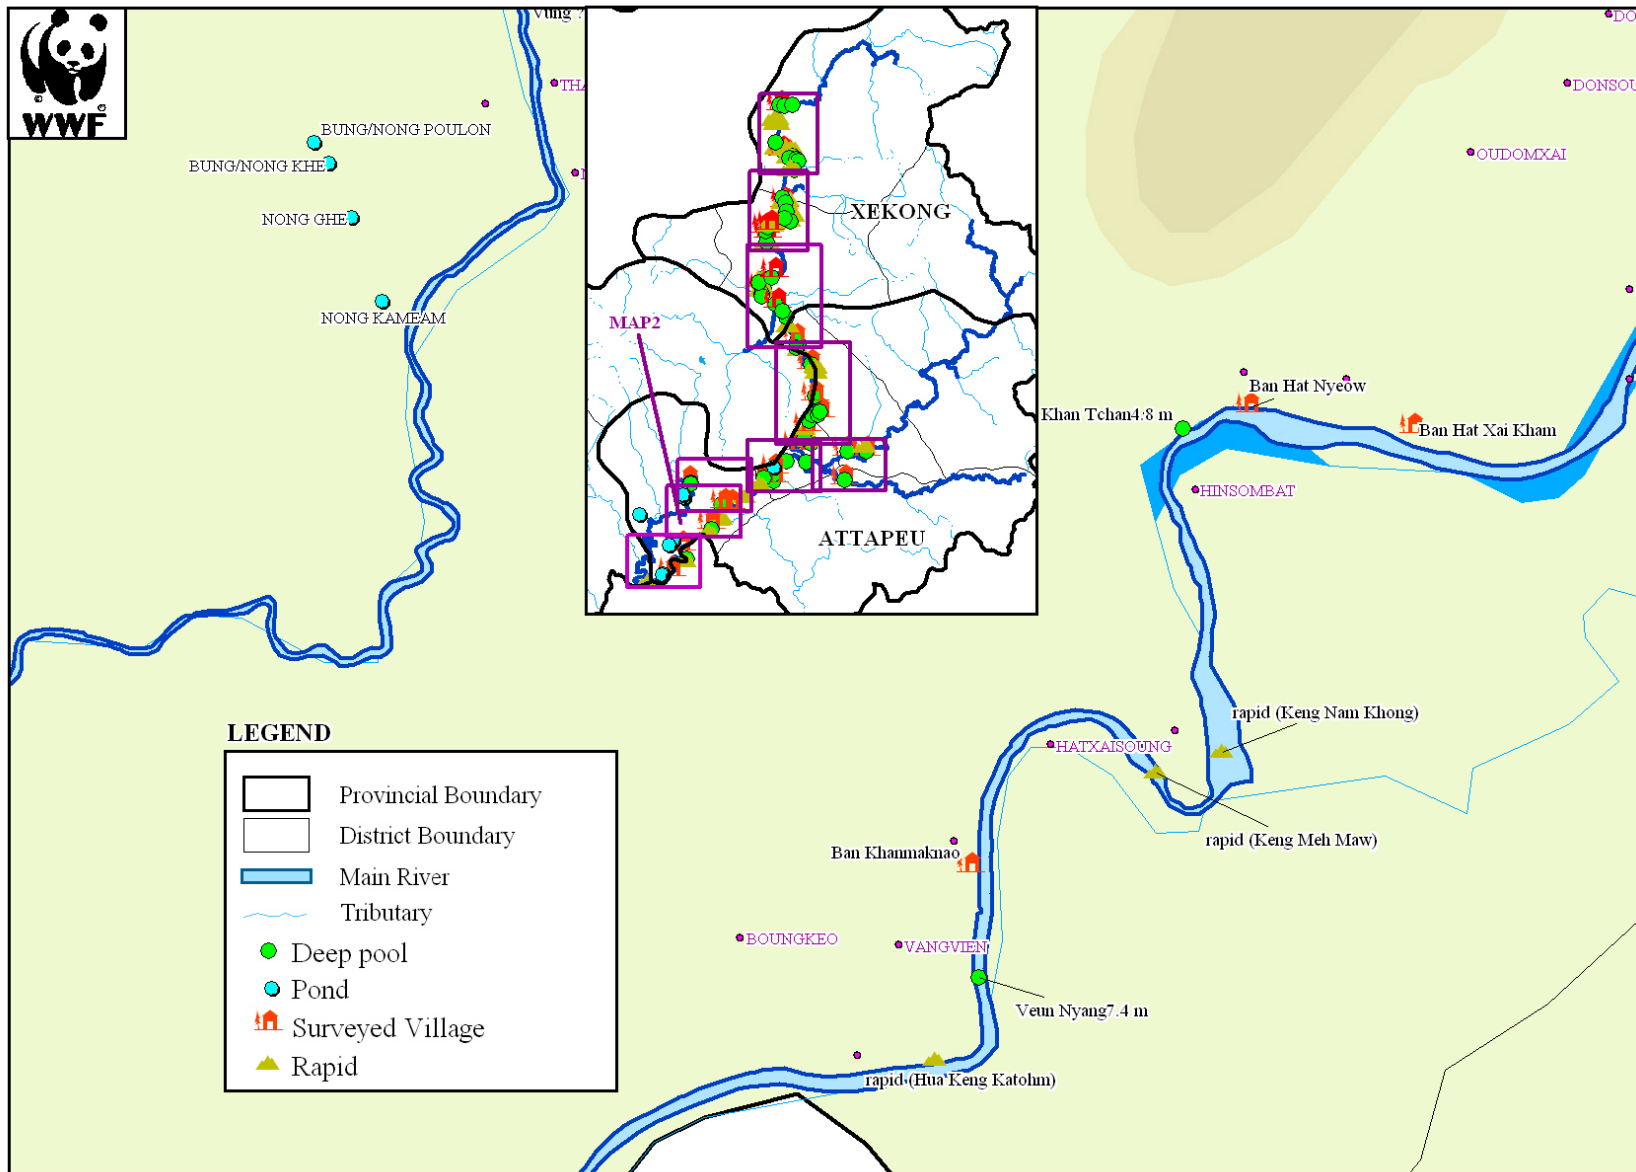 WWF
Vung ?
THA
BUNG/NONG POULON
BUNG/NONG KHE
NONG GHE
NONG KAMEAM
XEKONG
MAP2
ATTAPEU
DONSOU
OUDOMXAI
Ban Hat Nyeow
Khan Tchan4.8 m
Ban Hat Xai Kham
HINSOMBAT
rapid (Keng Nam Khong)
HATXAISOUNG
rapid (Keng Meh Maw)
Ban Khanmaknao
BOUNGKEO
VANGVIEN
Veun Nyang7.4 m
rapid (Hua Keng Katohm)
LEGEND
Provincial Boundary
District Boundary
Main River
Tributary
Deep pool
Pond
Surveyed Village
Rapid